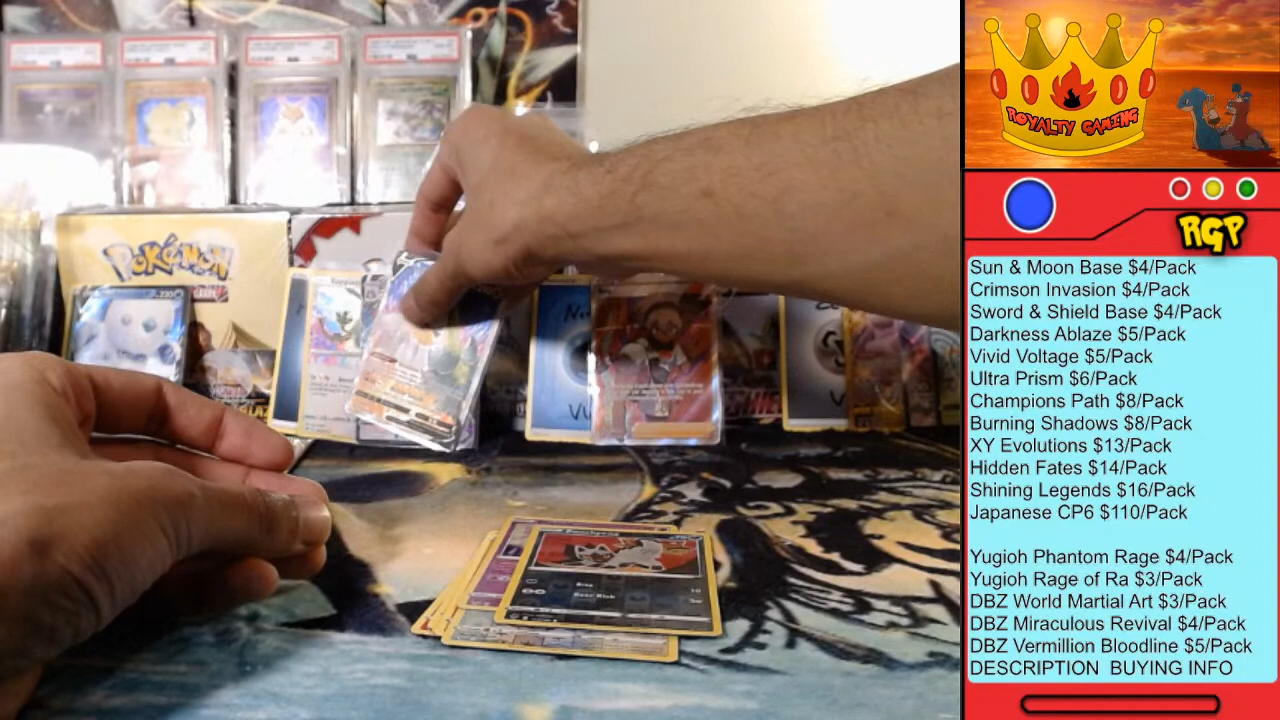 POKéMON
220
ROYALTY GAMING
RGP
Sun & Moon Base $4/Pack
Crimson Invasion $4/Pack
Sword & Shield Base $4/Pack
Darkness Ablaze $5/Pack
Vivid Voltage $5/Pack
Ultra Prism $6/Pack
Champions Path $8/Pack
Burning Shadows $8/Pack
XY Evolutions $13/Pack
Hidden Fates $14/Pack
Shining Legends $16/Pack
Japanese CP6 $110/Pack
Yugioh Phantom Rage $4/Pack
Yugioh Rage of Ra $3/Pack
DBZ World Martial Art $3/Pack
DBZ Miraculous Revival $4/Pack
DBZ Vermillion Bloodline $5/Pack
DESCRIPTION BUYING INFO